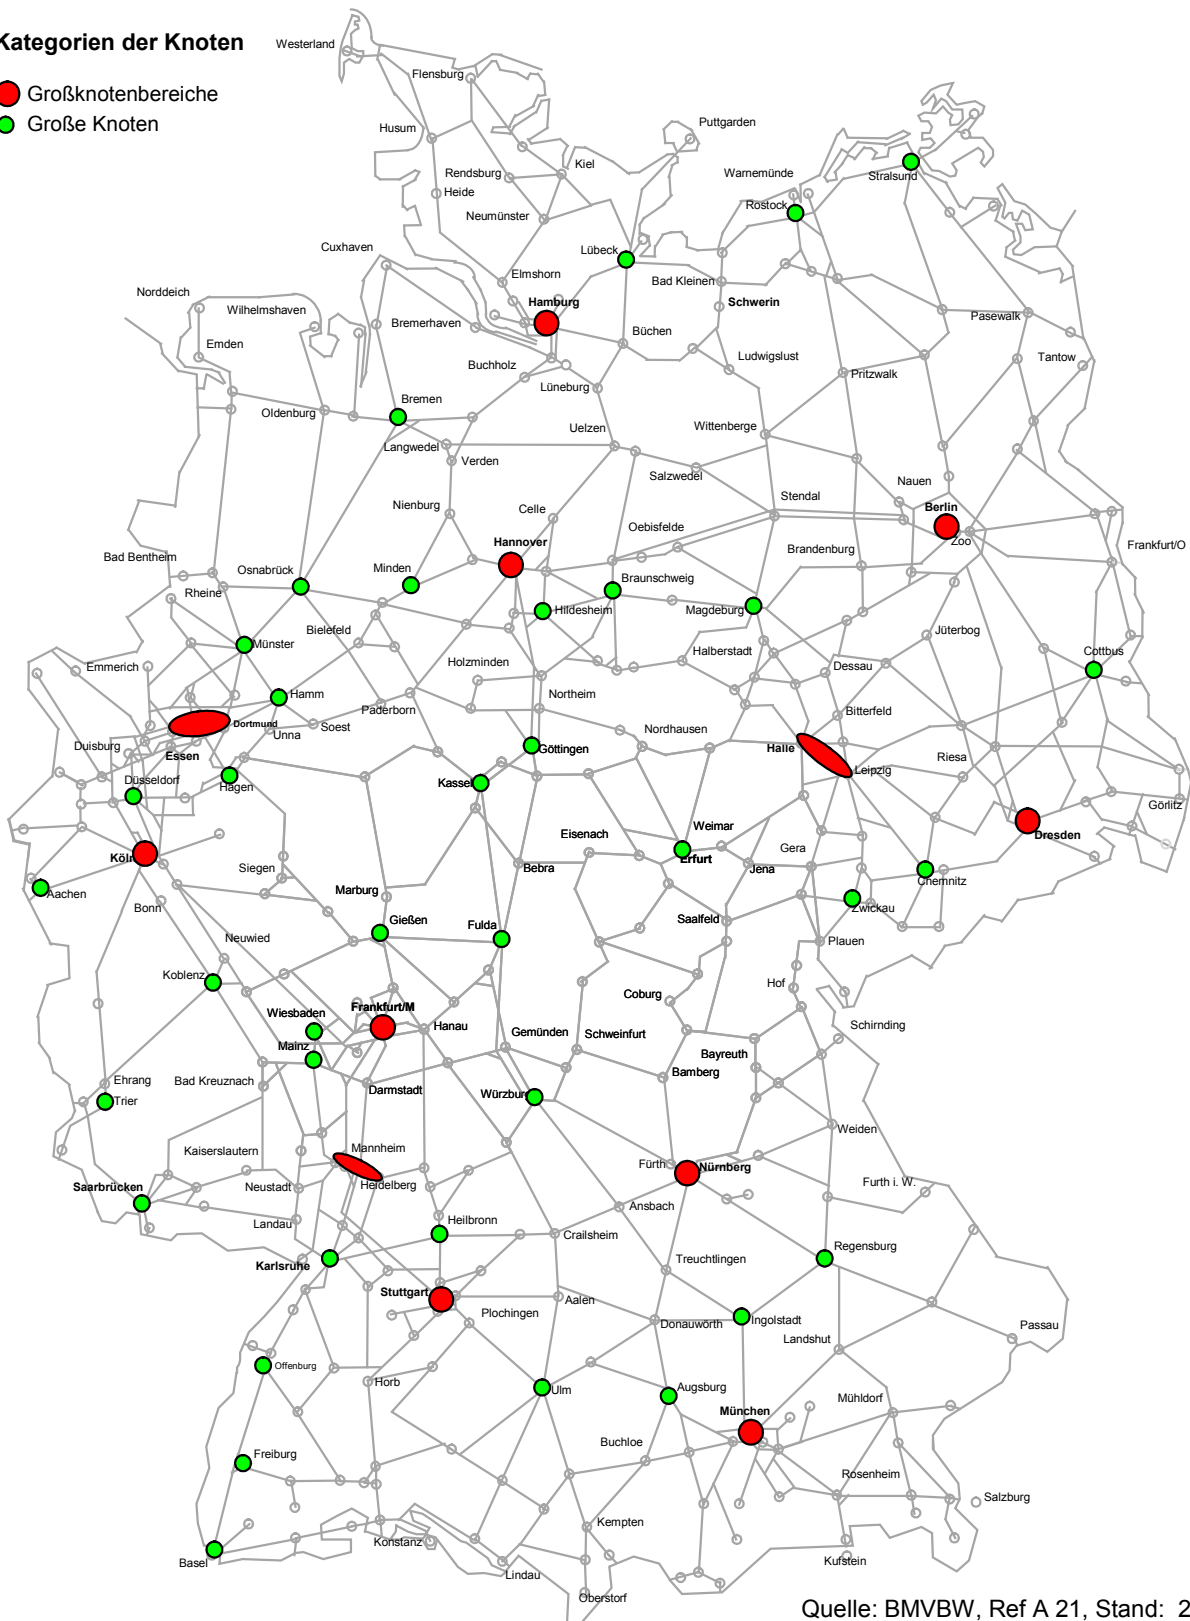 Kategorien der Knoten
Großknotenbereiche
Große Knoten
Westerland
Flensburg
Husum
Puttgarden
Kiel
Rendsburg
Warnemünde
Stralsund
Heide
Rostock
Neumünster
Cuxhaven
Lübeck
Elmshorn
Bad Kleinen
Norddeich
Hamburg
Schwerin
Wilhelmshaven
Bremerhaven
Pasewalk
Büchen
Emden
Buchholz
Ludwigslust
Tantow
Lüneburg
Pritzwalk
Bremen
Oldenburg
Uelzen
Wittenberge
Langwedel
Verden
Salzwedel
Nauen
Stendal
Nienburg
Celle
Berlin
Oebisfelde
Hannover
Zoo
Frankfurt/O
Brandenburg
Bad Bentheim
Osnabrück
Minden
Braunschweig
Rheine
Hildesheim
Magdeburg
Bielefeld
Jüterbog
Münster
Halberstadt
Cottbus
Emmerich
Holzminden
Dessau
Hamm
Northeim
Paderborn
Bitterfeld
Dortmund
Soest
Unna
Nordhausen
Duisburg
Essen
Göttingen
Halle
Riesa
Leipzig
Düsseldorf
Hagen
Kassel
Görlitz
Weimar
Eisenach
Dresden
Köln
Erfurt
Gera
Siegen
Bebra
Jena
Chemnitz
Aachen
Marburg
Bonn
Zwickau
Gießen
Fulda
Saalfeld
Neuwied
Plauen
Koblenz
Hof
Coburg
Wiesbaden
Frankfurt/M
Hanau
Gemünden
Schweinfurt
Schirnding
Mainz
Bayreuth
Ehrang
Bad Kreuznach
Darmstadt
Bamberg
Trier
Würzburg
Weiden
Kaiserslautern
Mannheim
Fürth
Nürnberg
Saarbrücken
Neustadt
Heidelberg
Furth i. W.
Ansbach
Landau
Heilbronn
Crailsheim
Regensburg
Karlsruhe
Treuchtlingen
Stuttgart
Aalen
Plochingen
Donauwörth
Ingolstadt
Passau
Landshut
Offenburg
Horb
Ulm
Augsburg
Mühldorf
München
Buchloe
Freiburg
Rosenheim
Salzburg
Kempten
Konstanz
Basel
Kufstein
Lindau
Oberstorf
Quelle: BMVBW, Ref A 21, Stand: 2